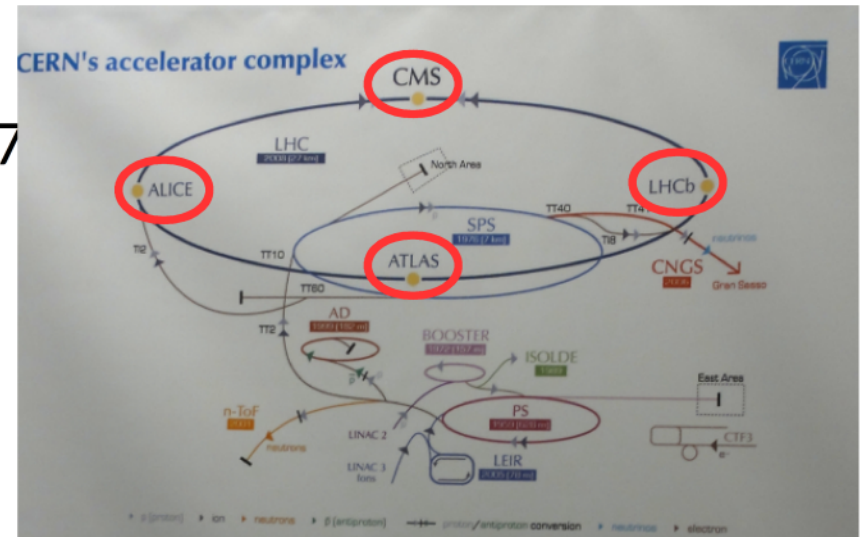 CERN's accelerator complex
CMS
7
LHC
2008 (27 km)
North Area
ALICE
LHCb
TT40
TT41
SPS
1976 (7 km)
TI8
neutrinos
TI2
TT10
ATLAS
CNGS
2006
Gran Sasso
TT60
AD
1999 (182 m)
TT2
BOOSTER
1972 (157 m)
ISOLDE
1989
East Area
n-ToF
2001
PS
1959 (628 m)
neutrons
LINAC 2
CTF3
e-
LEIR
2005 (78 m)
LINAC 3
Ions
p (proton)
ion
neutrons
p̄ (antiproton)
proton/antiproton conversion
neutrinos
electron